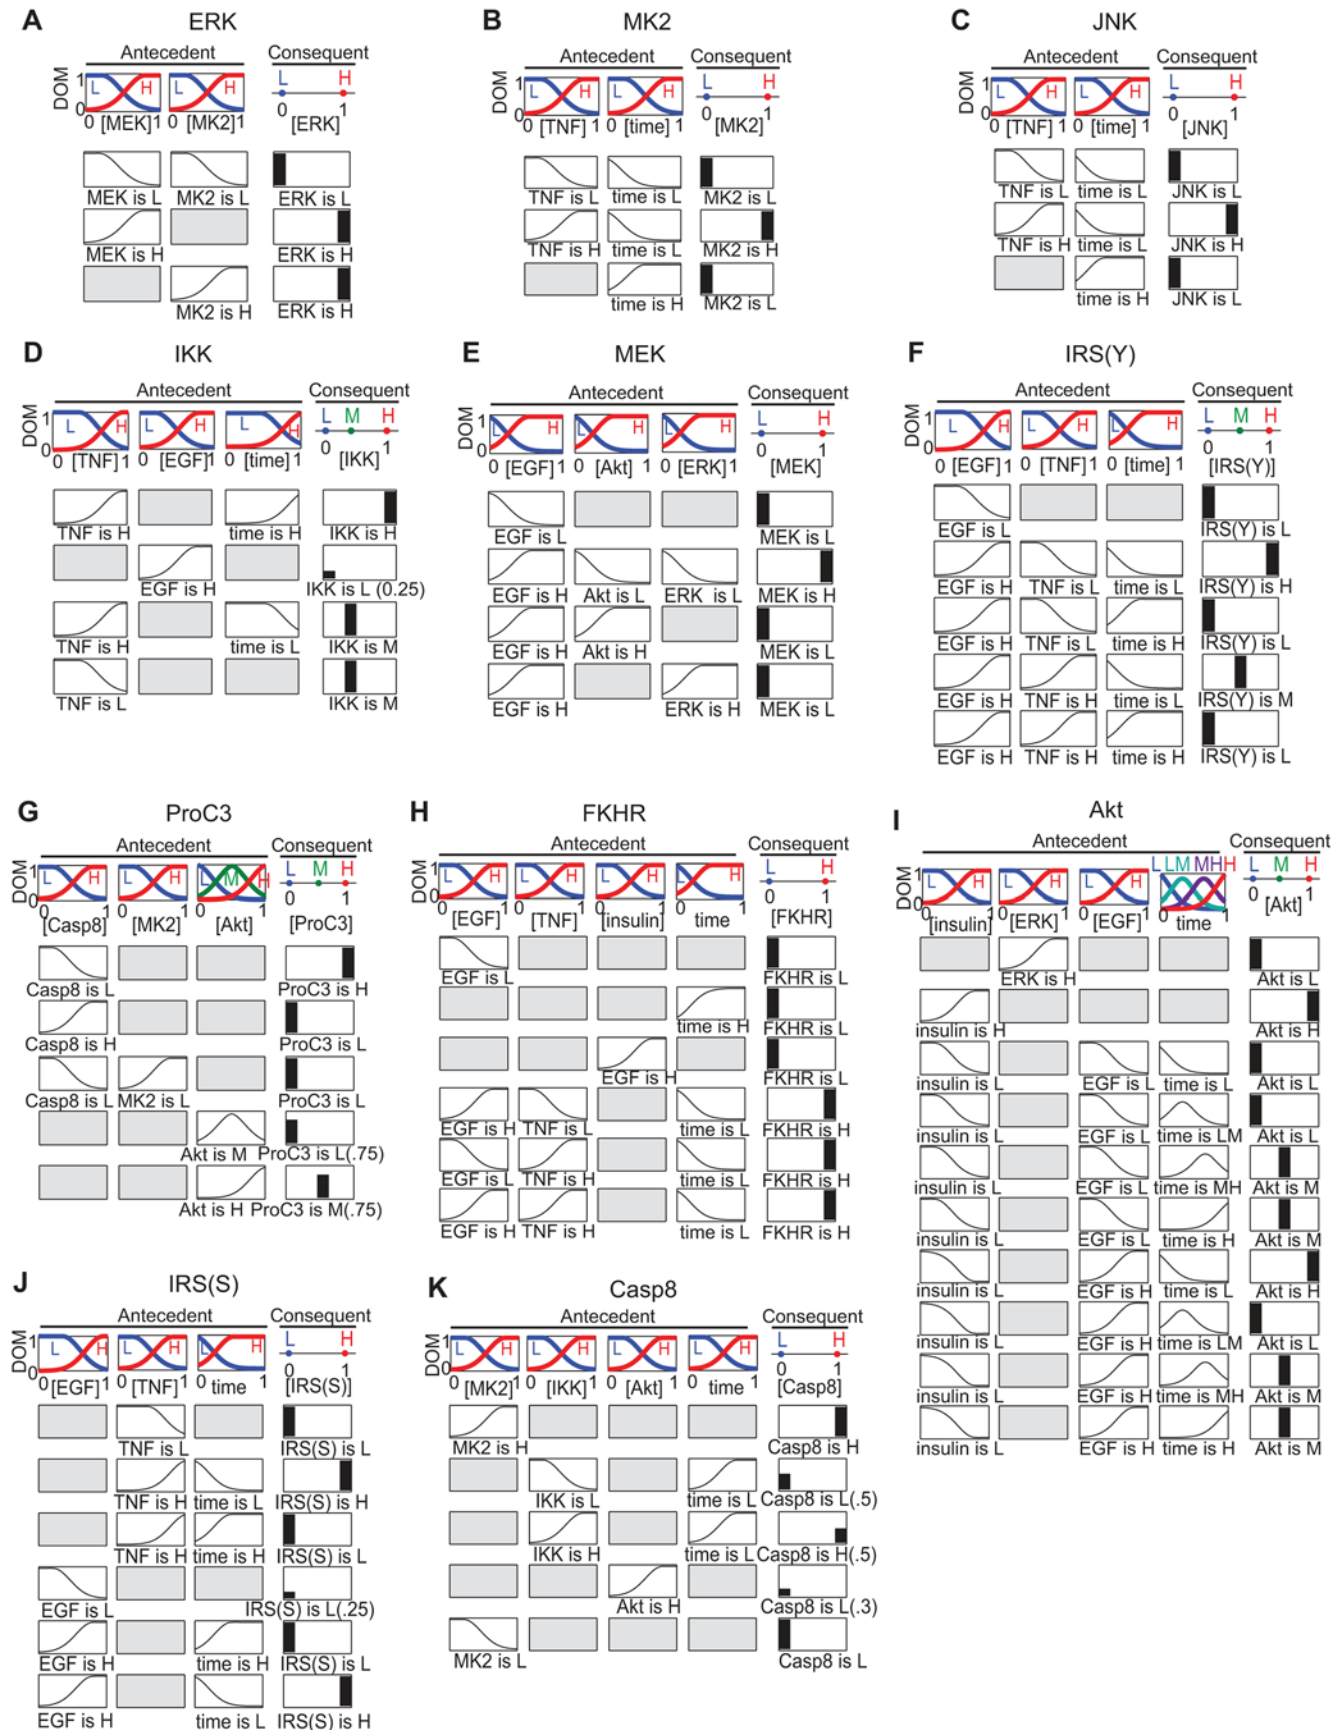 A ERK
Antecedent Consequent
DOM 1 0 L H L H
0 [MEK] 1 0 [MK2] 1 0 1 [ERK]
MEK is L MK2 is L ERK is L
MEK is H ERK is H
MK2 is H ERK is H
B MK2
Antecedent Consequent
DOM 1 0 L H L H
0 [TNF] 1 0 [time] 1 0 1 [MK2]
TNF is L time is L MK2 is L
TNF is H time is L MK2 is H
time is H MK2 is L
C JNK
Antecedent Consequent
DOM 1 0 L H L H
0 [TNF] 1 0 [time] 1 0 1 [JNK]
TNF is L time is L JNK is L
TNF is H time is L JNK is H
time is H JNK is L
D IKK
Antecedent Consequent
DOM 1 0 L H L H L H L M H
0 [TNF] 1 0 [EGF] 1 0 [time] 1 0 1 [IKK]
TNF is H time is H IKK is H
EGF is H IKK is L (0.25)
TNF is H time is L IKK is M
TNF is L IKK is M
E MEK
Antecedent Consequent
DOM 1 0 L H L H L H L H
0 [EGF] 1 0 [Akt] 1 0 [ERK] 1 0 1 [MEK]
EGF is L MEK is L
EGF is H Akt is L ERK is L MEK is H
EGF is H Akt is H MEK is L
EGF is H ERK is H MEK is L
F IRS(Y)
Antecedent Consequent
DOM 1 0 L H L H L H L M H
0 [EGF] 1 0 [TNF] 1 0 [time] 1 0 1 [IRS(Y)]
EGF is L IRS(Y) is L
EGF is H TNF is L time is L IRS(Y) is H
EGF is H TNF is L time is H IRS(Y) is L
EGF is H TNF is H time is L IRS(Y) is M
EGF is H TNF is H time is H IRS(Y) is L
G ProC3
Antecedent Consequent
DOM 1 0 L H L H L M H L M H
0 1 [Casp8] 0 1 [MK2] 0 1 [Akt] 0 1 [ProC3]
Casp8 is L ProC3 is H
Casp8 is H ProC3 is L
Casp8 is L MK2 is L ProC3 is L
Akt is M ProC3 is L(.75)
Akt is H ProC3 is M(.75)
H FKHR
Antecedent Consequent
DOM 1 0 L H L H L H L H L H
0 1 [EGF] 0 1 [TNF] 0 1 [insulin] 0 1 time 0 1 [FKHR]
EGF is L FKHR is L
time is H FKHR is L
EGF is H FKHR is L
EGF is H TNF is L time is L FKHR is H
EGF is L TNF is H time is L FKHR is H
EGF is H TNF is H time is L FKHR is H
I Akt
Antecedent Consequent
DOM 1 0 L H L H L H L LM MH H L M H
0 1 [insulin] 0 1 [ERK] 0 1 [EGF] 0 1 time 0 1 [Akt]
ERK is H Akt is L
insulin is H Akt is H
insulin is L EGF is L time is L Akt is L
insulin is L EGF is L time is LM Akt is L
insulin is L EGF is L time is MH Akt is M
insulin is L EGF is L time is H Akt is M
insulin is L EGF is H time is L Akt is H
insulin is L EGF is H time is LM Akt is L
insulin is L EGF is H time is MH Akt is M
insulin is L EGF is H time is H Akt is M
J IRS(S)
Antecedent Consequent
DOM 1 0 L H L H L H L H
0 [EGF] 1 0 [TNF] 1 0 time 1 0 1 [IRS(S)]
TNF is L IRS(S) is L
TNF is H time is L IRS(S) is H
TNF is H time is H IRS(S) is L
EGF is L IRS(S) is L(.25)
EGF is H time is H IRS(S) is L
EGF is H time is L IRS(S) is H
K Casp8
Antecedent Consequent
DOM 1 0 L H L H L H L H L H
0 [MK2] 1 0 [IKK] 1 0 [Akt] 1 0 time 1 0 1 [Casp8]
MK2 is H Casp8 is H
IKK is L time is L Casp8 is L(.5)
IKK is H time is L Casp8 is H(.5)
Akt is H Casp8 is L(.3)
MK2 is L Casp8 is L